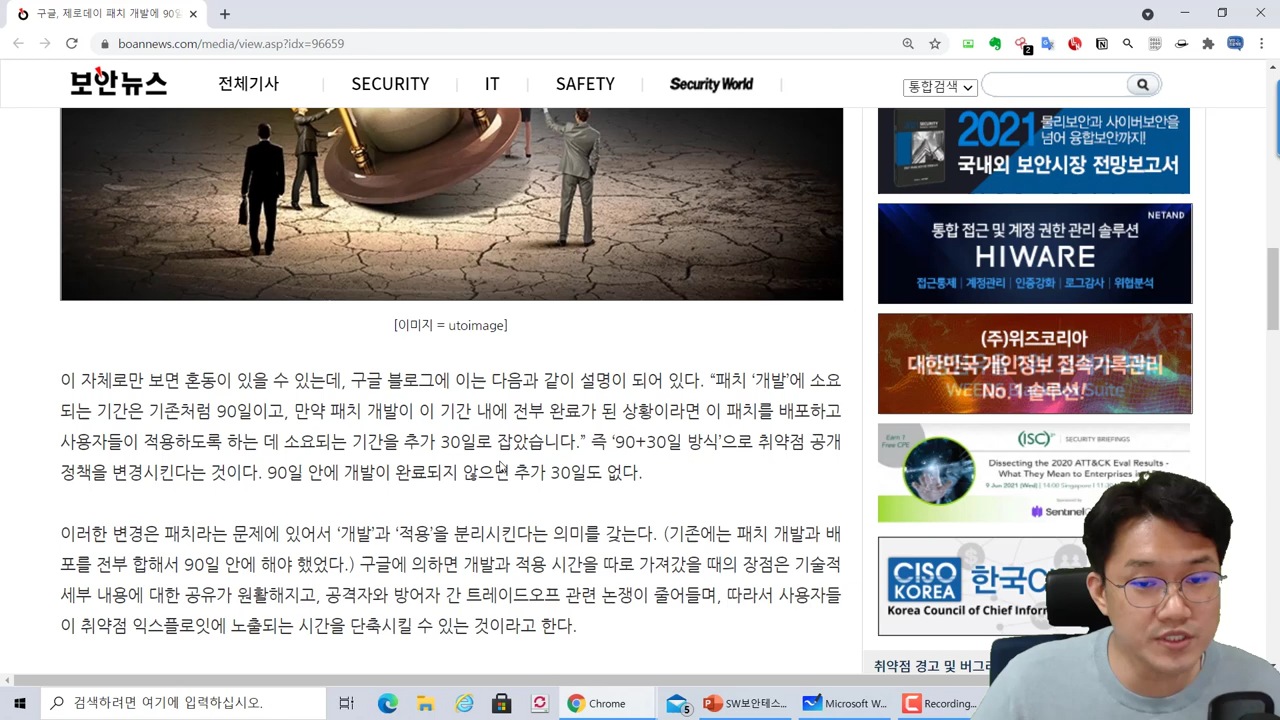 구글, 제로데이 패치 개발에 90일
boannews.com/media/view.asp?idx=96659
2
보안뉴스
전체기사
SECURITY
IT
SAFETY
Security World
통합검색
[이미지 = utoimage]
이 자체로만 보면 혼동이 있을 수 있는데, 구글 블로그에 이는 다음과 같이 설명이 되어 있다. “패치 ‘개발’에 소요
되는 기간은 기존처럼 90일이고, 만약 패치 개발이 이 기간 내에 전부 완료가 된 상황이라면 이 패치를 배포하고
사용자들이 적용하도록 하는 데 소요되는 기간을 추가 30일로 잡았습니다.” 즉 ‘90+30일 방식’으로 취약점 공개
정책을 변경시킨다는 것이다. 90일 안에 개발이 완료되지 않으면 추가 30일도 없다.
이러한 변경은 패치라는 문제에 있어서 ‘개발’과 ‘적용’을 분리시킨다는 의미를 갖는다. (기존에는 패치 개발과 배
포를 전부 합해서 90일 안에 해야 했었다.) 구글에 의하면 개발과 적용 시간을 따로 가져갔을 때의 장점은 기술적
세부 내용에 대한 공유가 원활해지고, 공격자와 방어자 간 트레이드오프 관련 논쟁이 줄어들며, 따라서 사용자들
이 취약점 익스플로잇에 노출되는 시간을 단축시킬 수 있는 것이라고 한다.
2021 물리보안과 사이버보안을
넘어 융합보안까지!
국내외 보안시장 전망보고서
NETAND
통합 접근 및 계정 권한 관리 솔루션
HIWARE
접근통제 | 계정관리 | 인증강화 | 로그감사 | 위협분석
(주)위즈코리아
대한민국 개인정보 접속기록관리
No. 1 솔루션!
Earn 1
Free CPE
(ISC)²
SECURITY BRIEFINGS
Dissecting the 2020 ATT&CK Eval Results -
What They Mean to Enterprises in
9 Jun 2021 (Wed)
Sentinel
CISO
KOREA
한국C
Korea Council of Chief Inform
취약점 경고 및 버그리
검색하려면 여기에 입력하십시오.
Chrome
5
SW보안테스...
Microsoft W...
Recording...